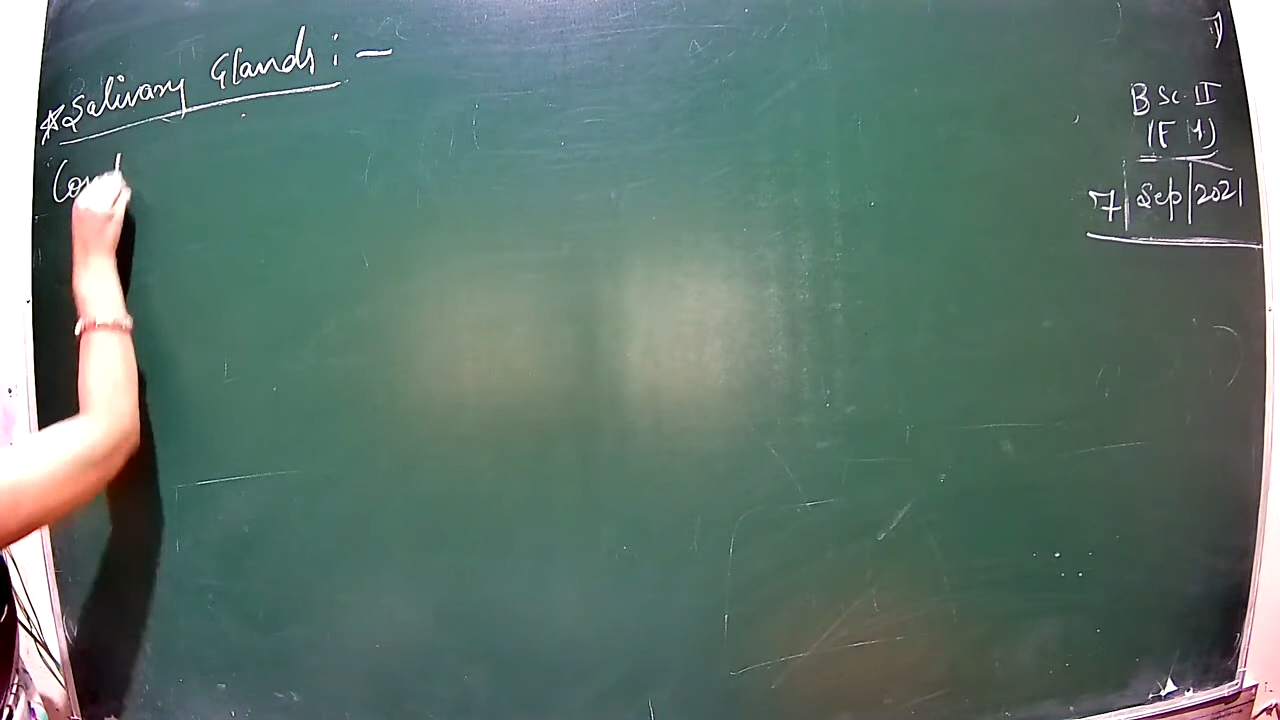 * Salivary Glands : -
1)
B Sc. II
(F M)
7 | Sep | 2021